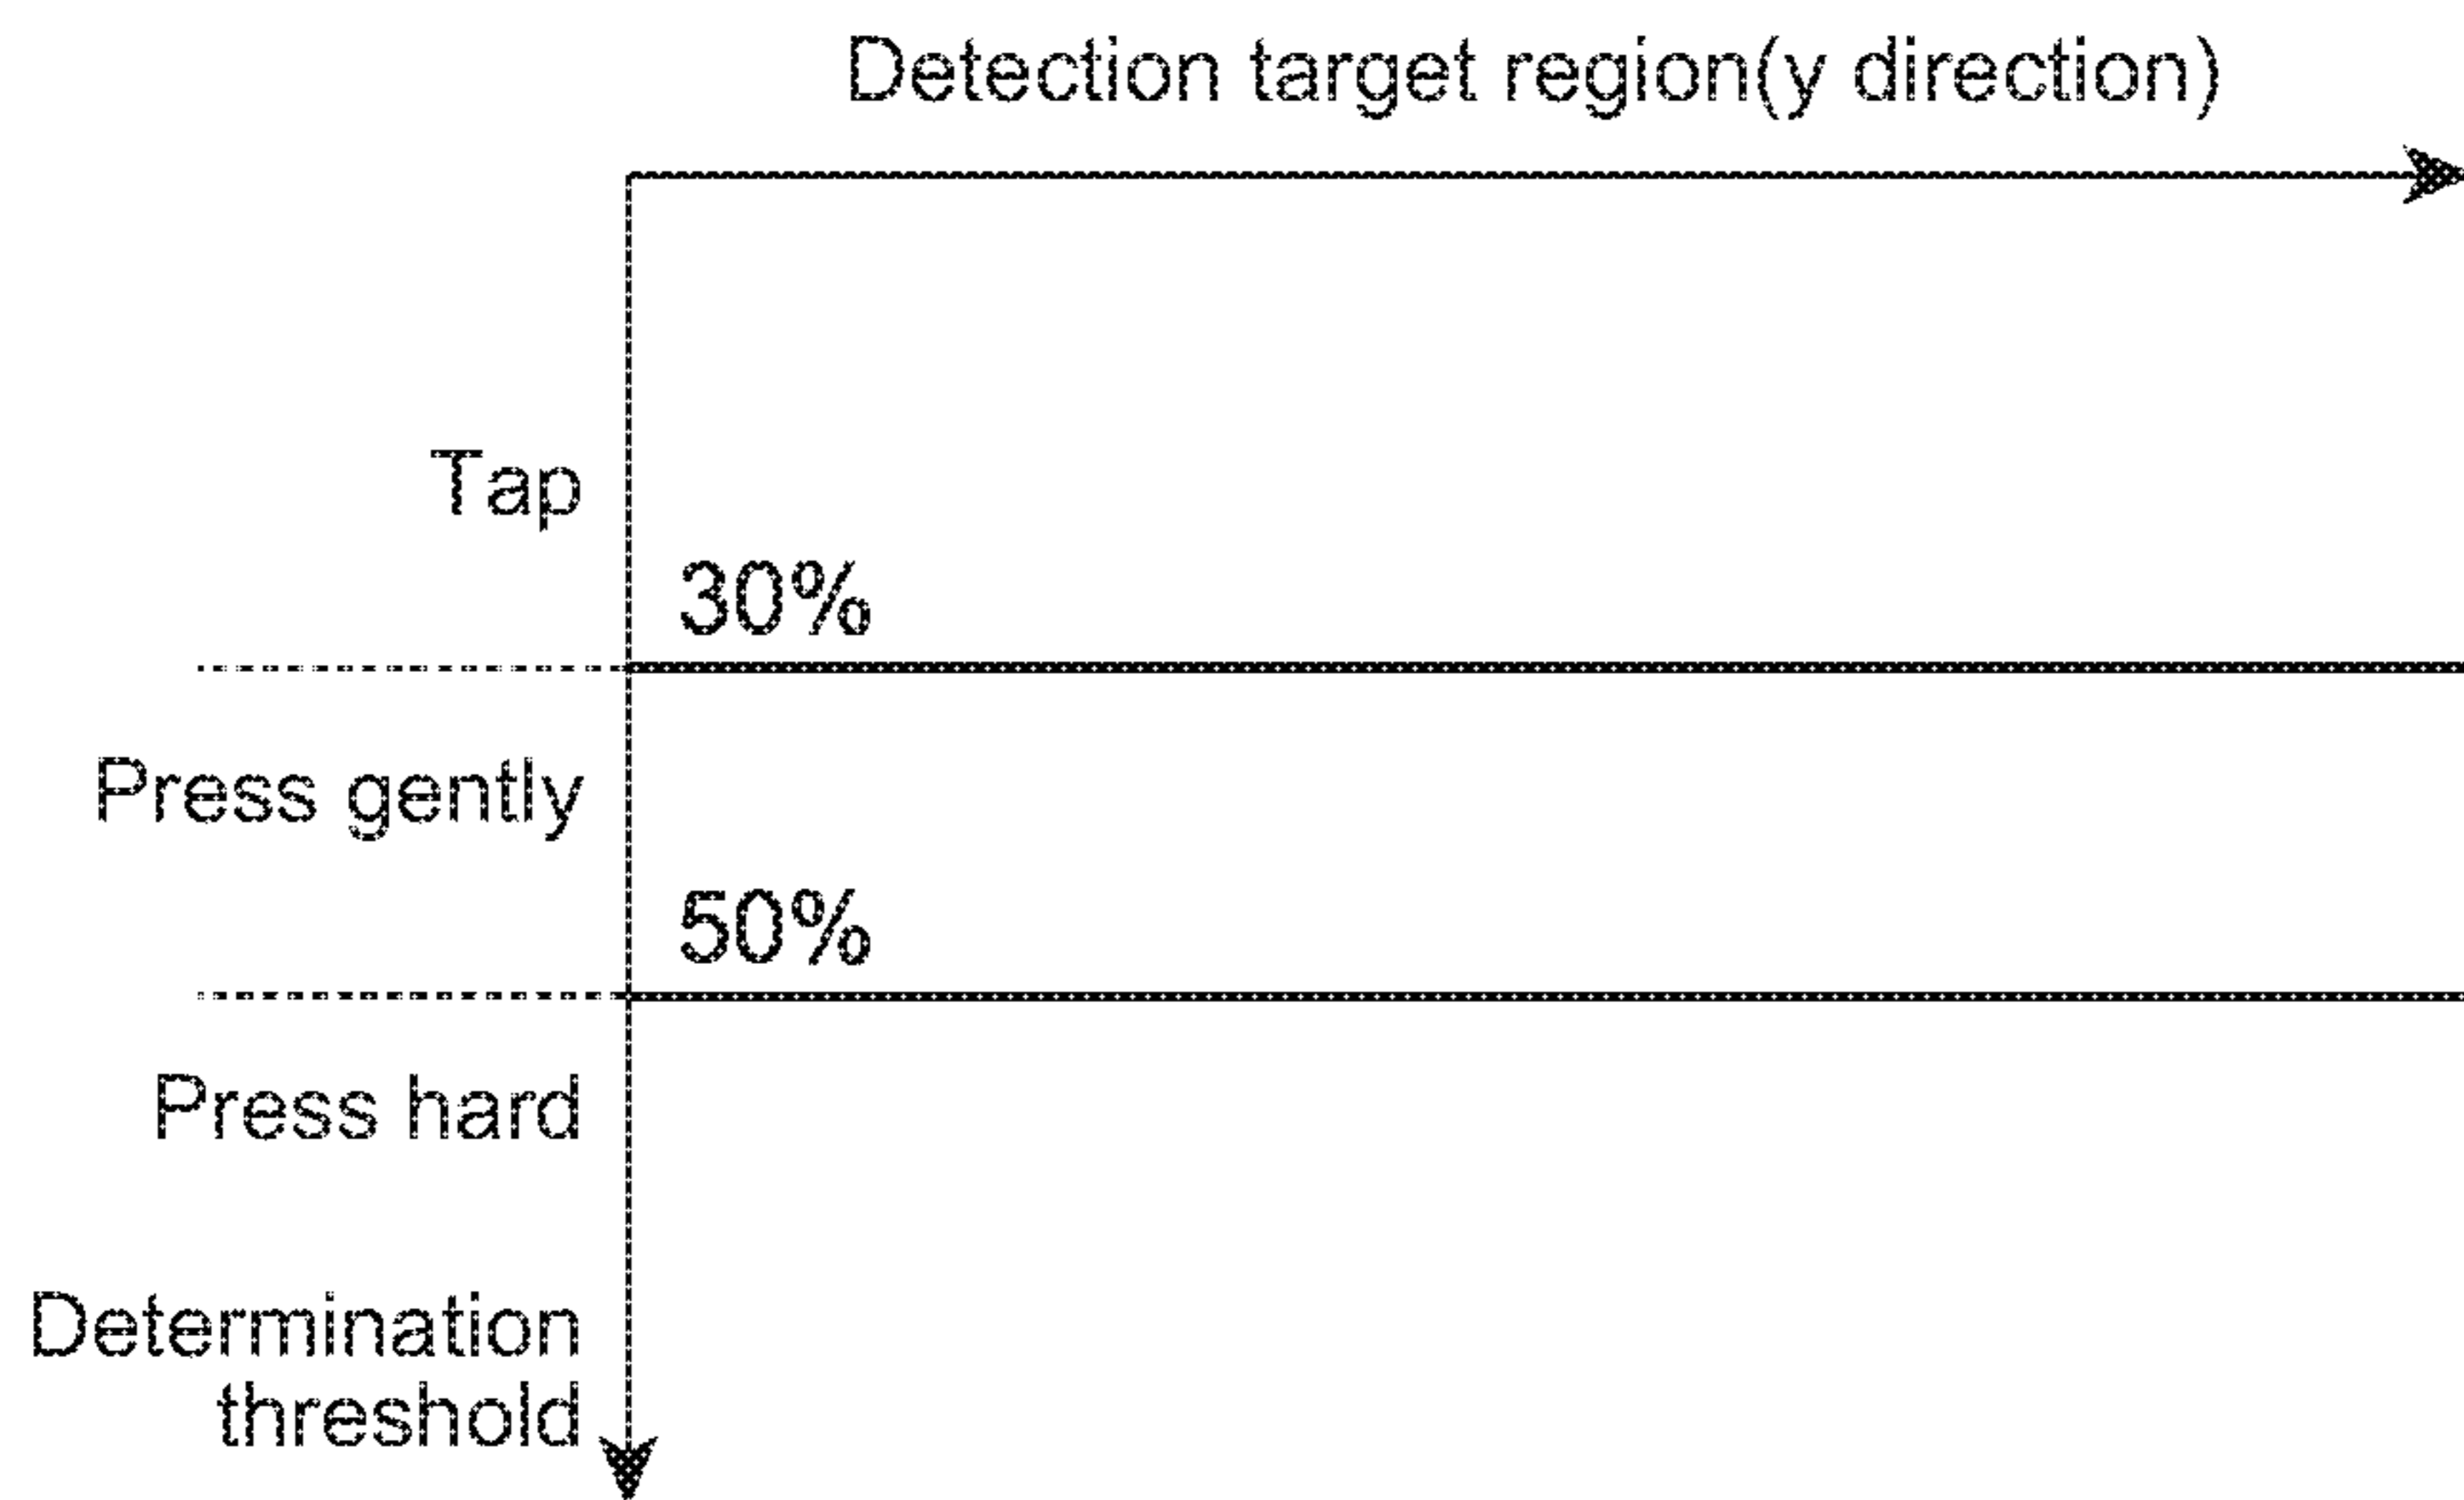 Detection target region(y direction)
Tap
30%
Press gently
50%
Press hard
Determination
threshold